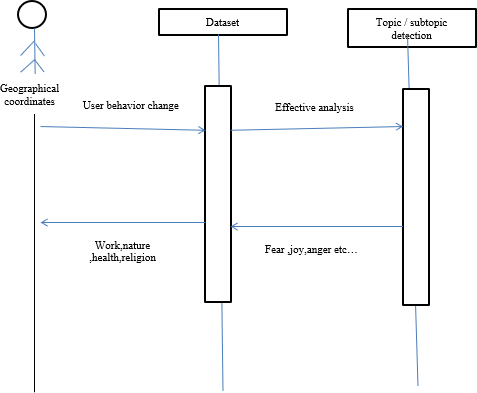 Dataset
Topic / subtopic
detection
Geographical
coordinates
User behavior change
Effective analysis
Work,nature
,health,religion
Fear ,joy,anger etc…